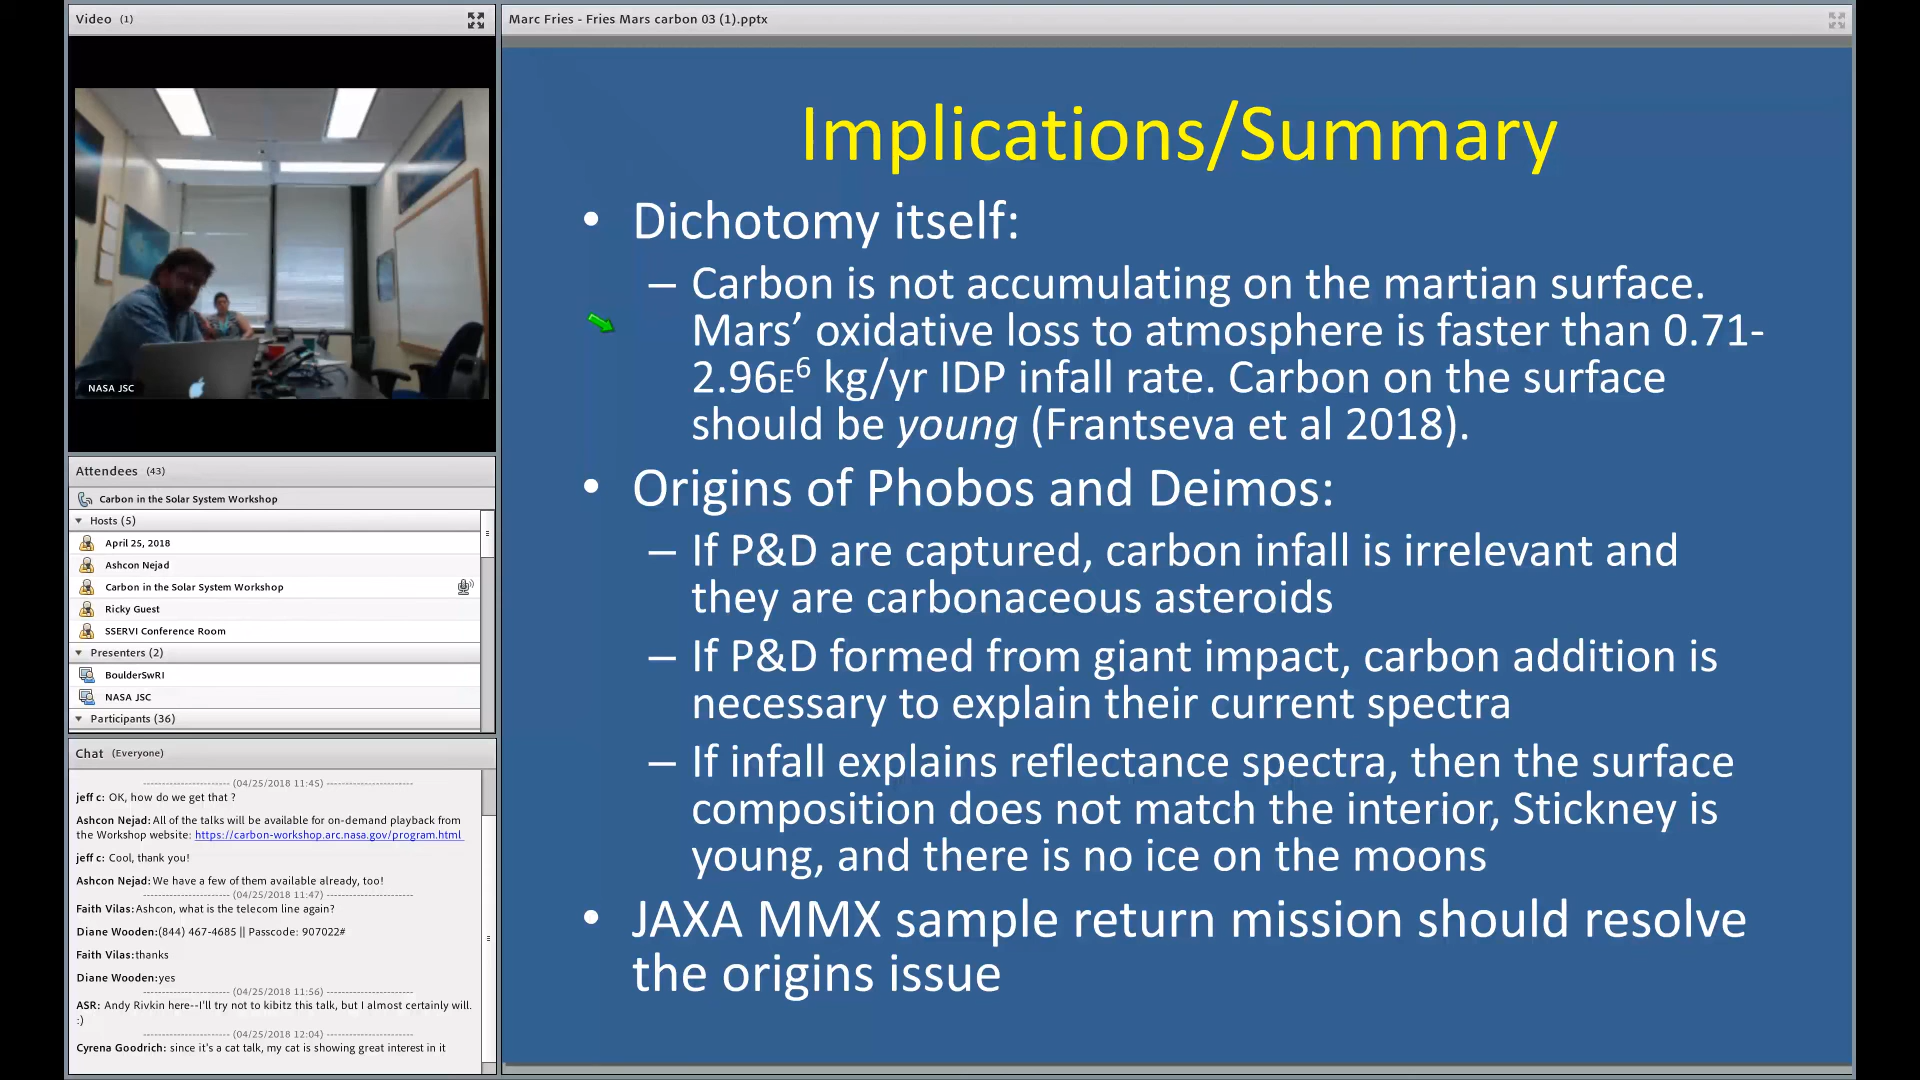 Video (1)
NASA JSC
Attendees (43)
Carbon in the Solar System Workshop
Hosts (5)
April 25, 2018
Ashcon Nejad
Carbon in the Solar System Workshop
Ricky Guest
SSERVI Conference Room
Presenters (2)
BoulderSwRI
NASA JSC
Participants (36)
Chat (Everyone)
---------------------- (04/25/2018 11:45) ---------------------
jeff c: OK, how do we get that ?
Ashcon Nejad: All of the talks will be available for on-demand playback from
the Workshop website: https://carbon-workshop.arc.nasa.gov/program.html
jeff c: Cool, thank you!
Ashcon Nejad: We have a few of them available already, too!
---------------------- (04/25/2018 11:47) ---------------------
Faith Vilas: Ashcon, what is the telecom line again?
Diane Wooden: (844) 467-4685 || Passcode: 907022#
Faith Vilas: thanks
Diane Wooden: yes
---------------------- (04/25/2018 11:56) ---------------------
ASR: Andy Rivkin here--I'll try not to kibitz this talk, but I almost certainly will.
:)
---------------------- (04/25/2018 12:04) ---------------------
Cyrena Goodrich: since it's a cat talk, my cat is showing great interest in it
Marc Fries - Fries Mars carbon 03 (1).pptx
Implications/Summary
• Dichotomy itself:
– Carbon is not accumulating on the martian surface.
Mars’ oxidative loss to atmosphere is faster than 0.71-
2.96E⁶ kg/yr IDP infall rate. Carbon on the surface
should be young (Frantseva et al 2018).
• Origins of Phobos and Deimos:
– If P&D are captured, carbon infall is irrelevant and
they are carbonaceous asteroids
– If P&D formed from giant impact, carbon addition is
necessary to explain their current spectra
– If infall explains reflectance spectra, then the surface
composition does not match the interior, Stickney is
young, and there is no ice on the moons
• JAXA MMX sample return mission should resolve
the origins issue